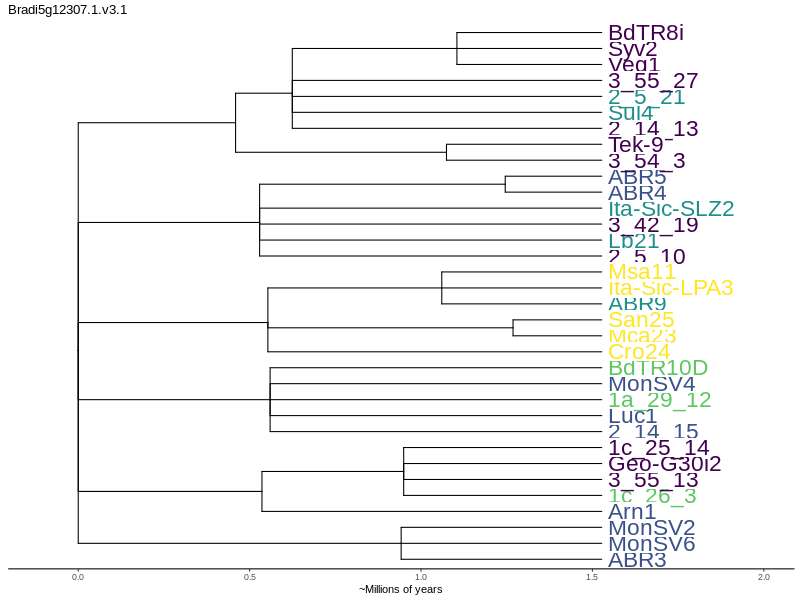 Bradi5g12307.1.v3.1
BdTR8i
Syv2
Veg1
3_55_27
2_5_21
Sul4
2_14_13
Tek-9
3_54_3
ABR5
ABR4
Ita-Sic-SLZ2
3_42_19
Lb21
2_5_10
Msa11
Ita-Sic-LPA3
ABR9
San25
Mca23
Cro24
BdTR10D
MonSV4
1a_29_12
Luc1
2_14_15
1c_25_14
Geo-G30i2
3_55_13
1c_26_3
Arn1
MonSV2
MonSV6
ABR3
0.0 0.5 1.0 1.5 2.0
~Millions of years